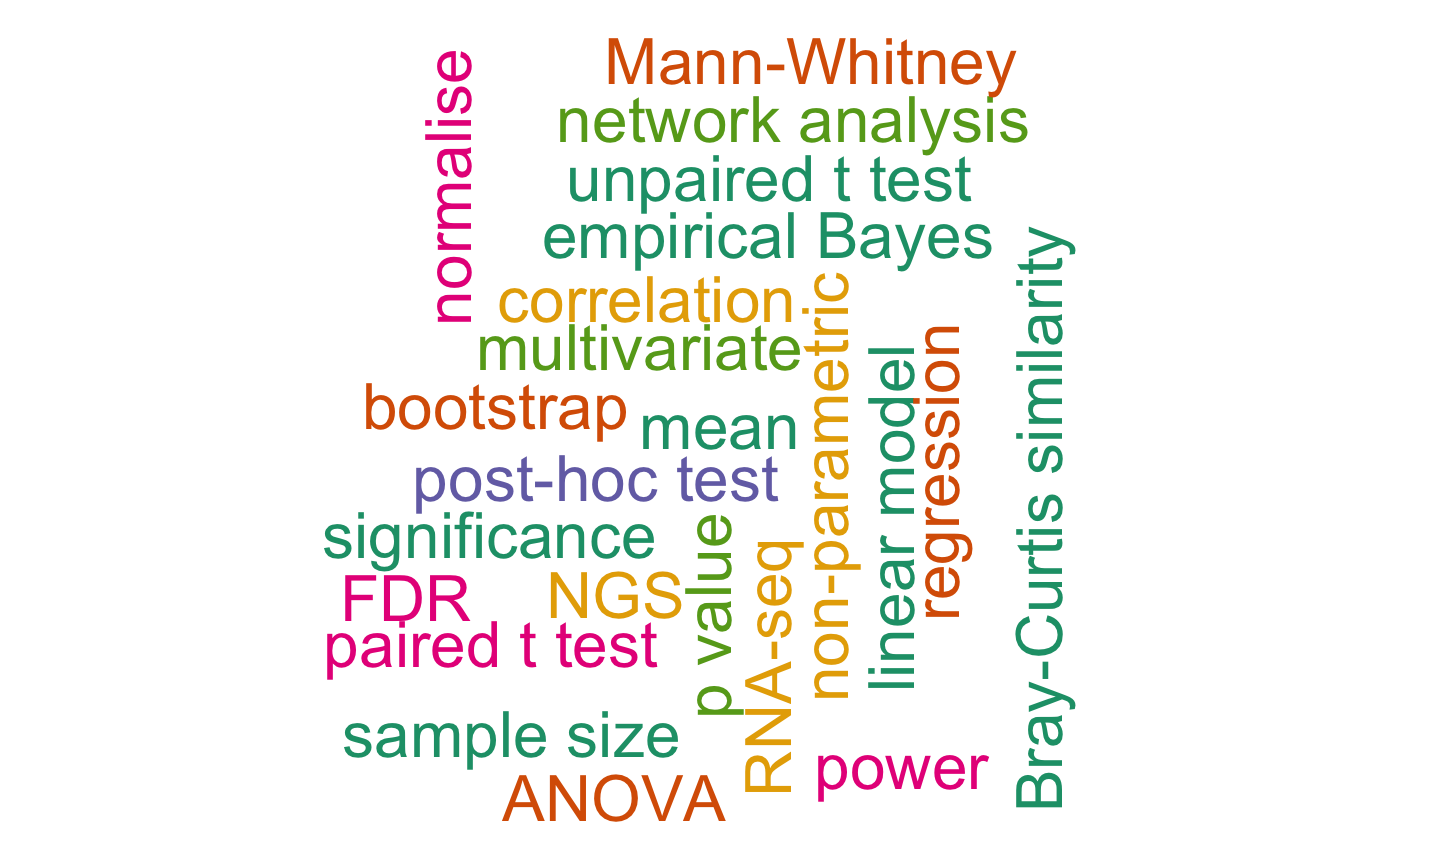 Mann-Whitney
normalise
network analysis
unpaired t test
empirical Bayes
correlation
multivariate
bootstrap
mean
post-hoc test
significance
FDR
NGS
paired t test
p value
RNA-seq
non-parametric
linear model
regression
Bray-Curtis similarity
sample size
power
ANOVA